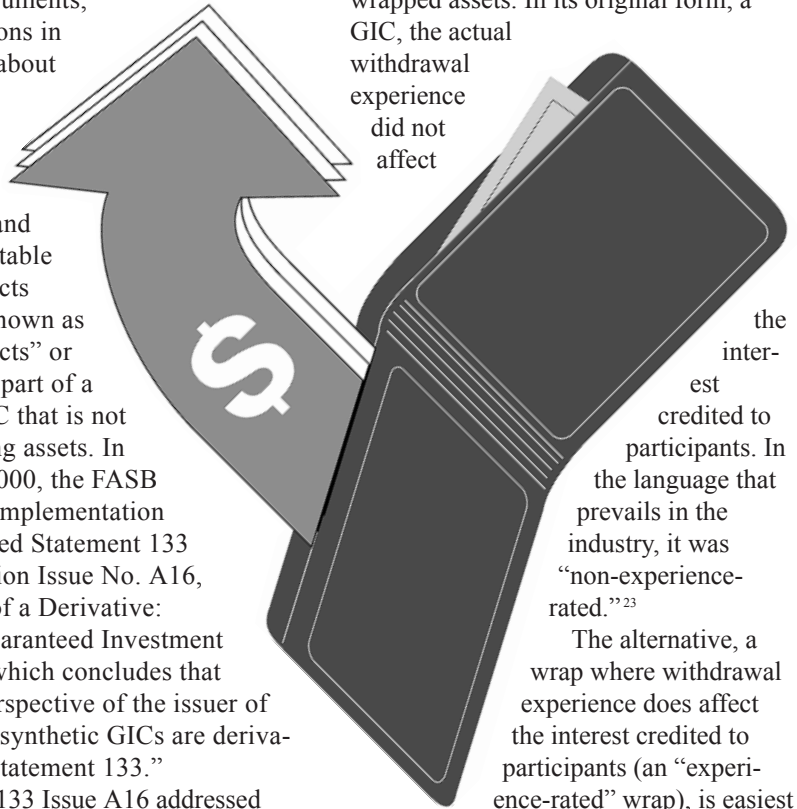 uments,
ons in
about
and
table
cts
nown as
cts” or
part of a
C that is not
ng assets. In
000, the FASB
mplementation
ed Statement 133
ion Issue No. A16,
of a Derivative:
aranteed Investment
which concludes that
rspective of the issuer of
synthetic GICs are deriva-
tatement 133.”
133 Issue A16 addressed
$
wrapped assets. In its original form, a
GIC, the actual
withdrawal
experience
did not
affect
the
inter-
est
credited to
participants. In
the language that
prevails in the
industry, it was
“non-experience-
rated.”23
The alternative, a
wrap where withdrawal
experience does affect
the interest credited to
participants (an “experi-
ence-rated” wrap), is easiest